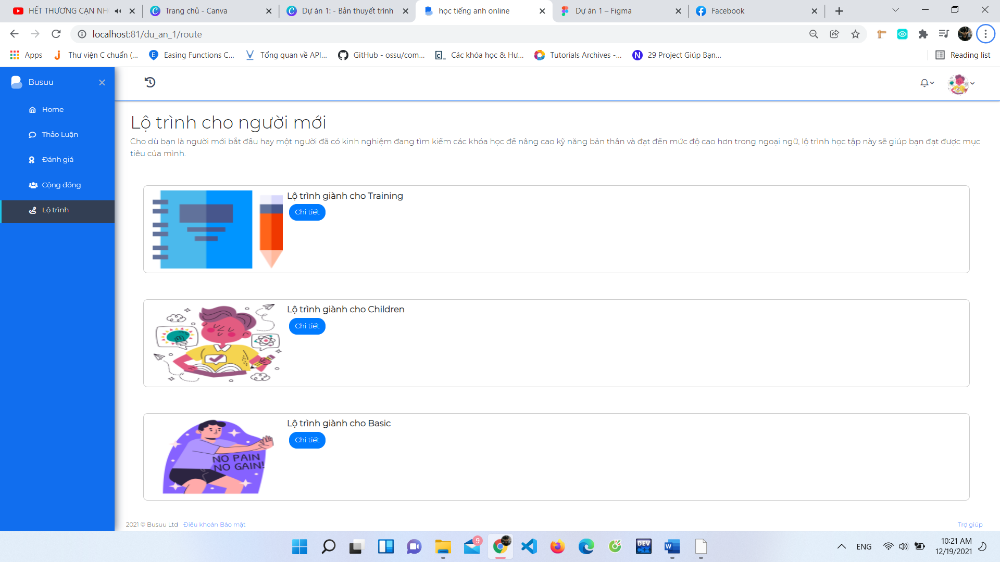 HẾT THƯƠNG CẠN NH
Trang chủ - Canva
Dự án 1: - Bản thuyết trình
học tiếng anh online
Dự án 1 – Figma
Facebook
localhost:81/du_an_1/route
Apps
Thư viện C chuẩn (...
Easing Functions C...
Tổng quan về API...
GitHub - ossu/com...
Các khóa học & Hư...
Tutorials Archives -...
29 Project Giúp Bạn...
Reading list
Busuu
Home
Thảo Luận
Đánh giá
Cộng đồng
Lộ trình
Lộ trình cho người mới
Cho dù bạn là người mới bắt đầu hay một người đã có kinh nghiệm đang tìm kiếm các khóa học để nâng cao kỹ năng bản thân và đạt đến mức độ cao hơn trong ngoại ngữ, lộ trình học tập này sẽ giúp bạn đạt được mục
tiêu của mình.
Lộ trình giành cho Training
Chi tiết
Lộ trình giành cho Children
Chi tiết
Lộ trình giành cho Basic
Chi tiết
NO PAIN
NO GAIN!
2021 © Busuu Ltd Điều khoản Bảo mật
Trợ giúp
9
DEV
C++
W
ENG
10:21 AM
12/19/2021